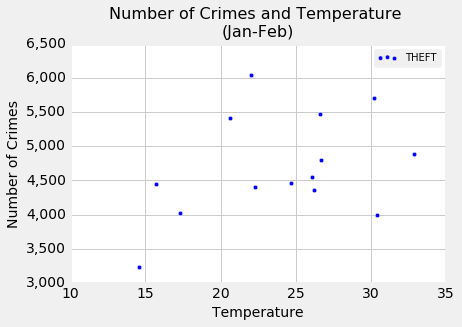 Number of Crimes and Temperature
(Jan-Feb)
THEFT
Number of Crimes
6,500
6,000
5,500
5,000
4,500
4,000
3,500
3,000
10 15 20 25 30 35
Temperature